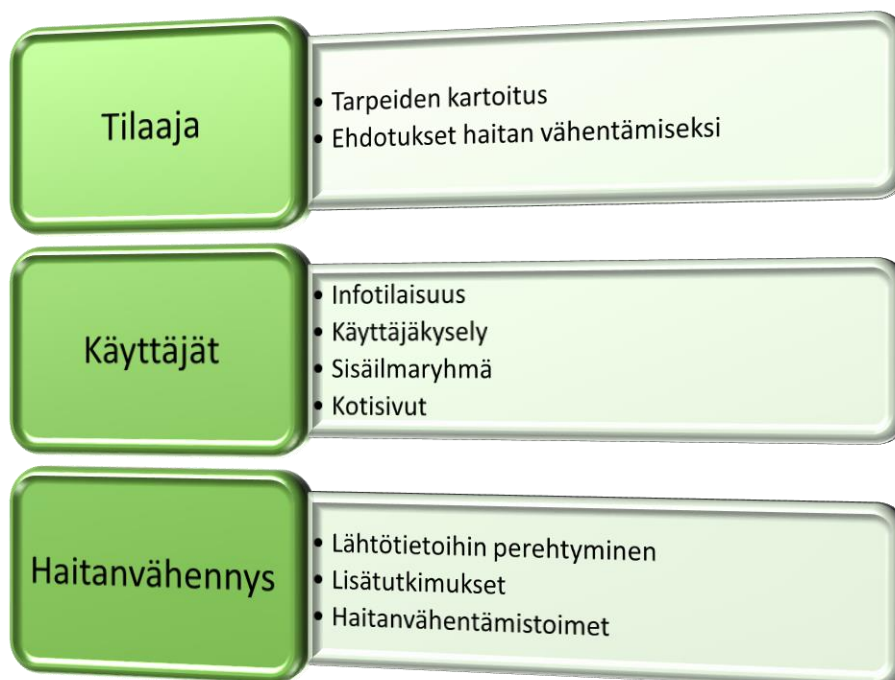 Tilaaja
• Tarpeiden kartoitus
• Ehdotukset haitan vähentämiseksi
Käyttäjät
• Infotilaisuus
• Käyttäjäkysely
• Sisäilmaryhmä
• Kotisivut
Haitanvähennys
• Lähtötietoihin perehtyminen
• Lisätutkimukset
• Haitanvähentämistoimet